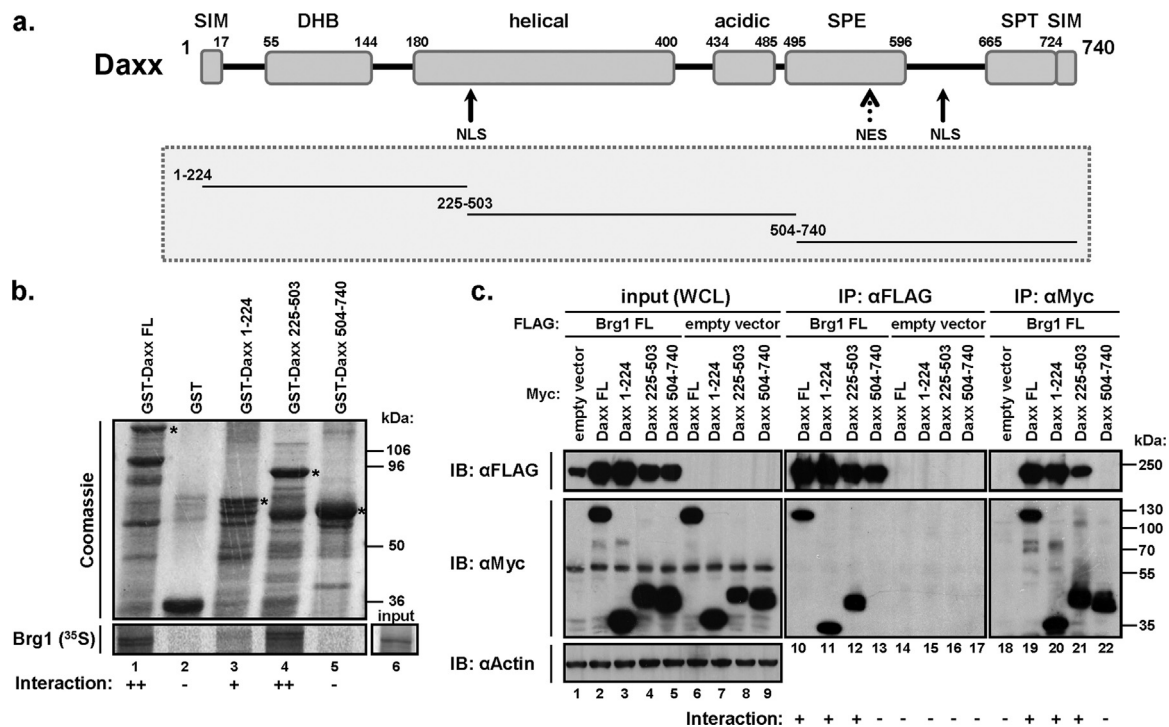 a.
SIM DHB helical acidic SPE SPT SIM
1 17 55 144 180 400 434 485 495 596 665 724 740
Daxx
NLS NES NLS
1-224
225-503
504-740
b.
GST-Daxx FL
GST
GST-Daxx 1-224
GST-Daxx 225-503
GST-Daxx 504-740
kDa:
Coomassie
* * * *
106
96
50
36
input
Brg1 (³⁵S)
1 2 3 4 5 6
Interaction: ++ - + ++ -
c.
input (WCL) IP: αFLAG IP: αMyc
FLAG: Brg1 FL empty vector Brg1 FL empty vector Brg1 FL
Myc: empty vector Daxx FL Daxx 1-224 Daxx 225-503 Daxx 504-740 Daxx FL Daxx 1-224 Daxx 225-503 Daxx 504-740 Daxx FL Daxx 1-224 Daxx 225-503 Daxx 504-740 Daxx FL Daxx 1-224 Daxx 225-503 Daxx 504-740 empty vector Daxx FL Daxx 1-224 Daxx 225-503 Daxx 504-740
kDa:
IB: αFLAG 250
130
100
70
IB: αMyc
55
35
10 11 12 13 14 15 16 17 18 19 20 21 22
IB: αActin
1 2 3 4 5 6 7 8 9
Interaction: + + + - - - - - - + + + -